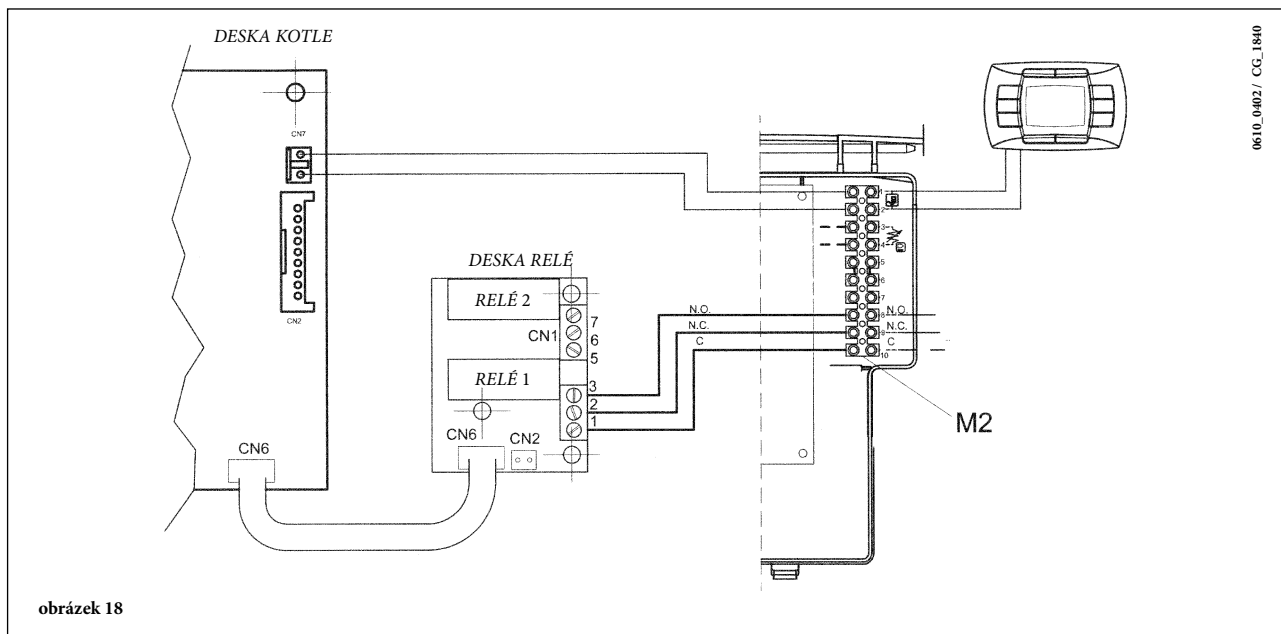 DESKA KOTLE
0610_0402 / CG_1840
CN7
CN2
DESKA RELÉ
RELÉ 2
7
CN1
6
5
RELÉ 1
3
2
1
CN6
CN2
CN6
N.O.
N.C.
C
1
2
3
4
5
6
7
8
N.O.
9
N.C.
C
10
M2
obrázek 18